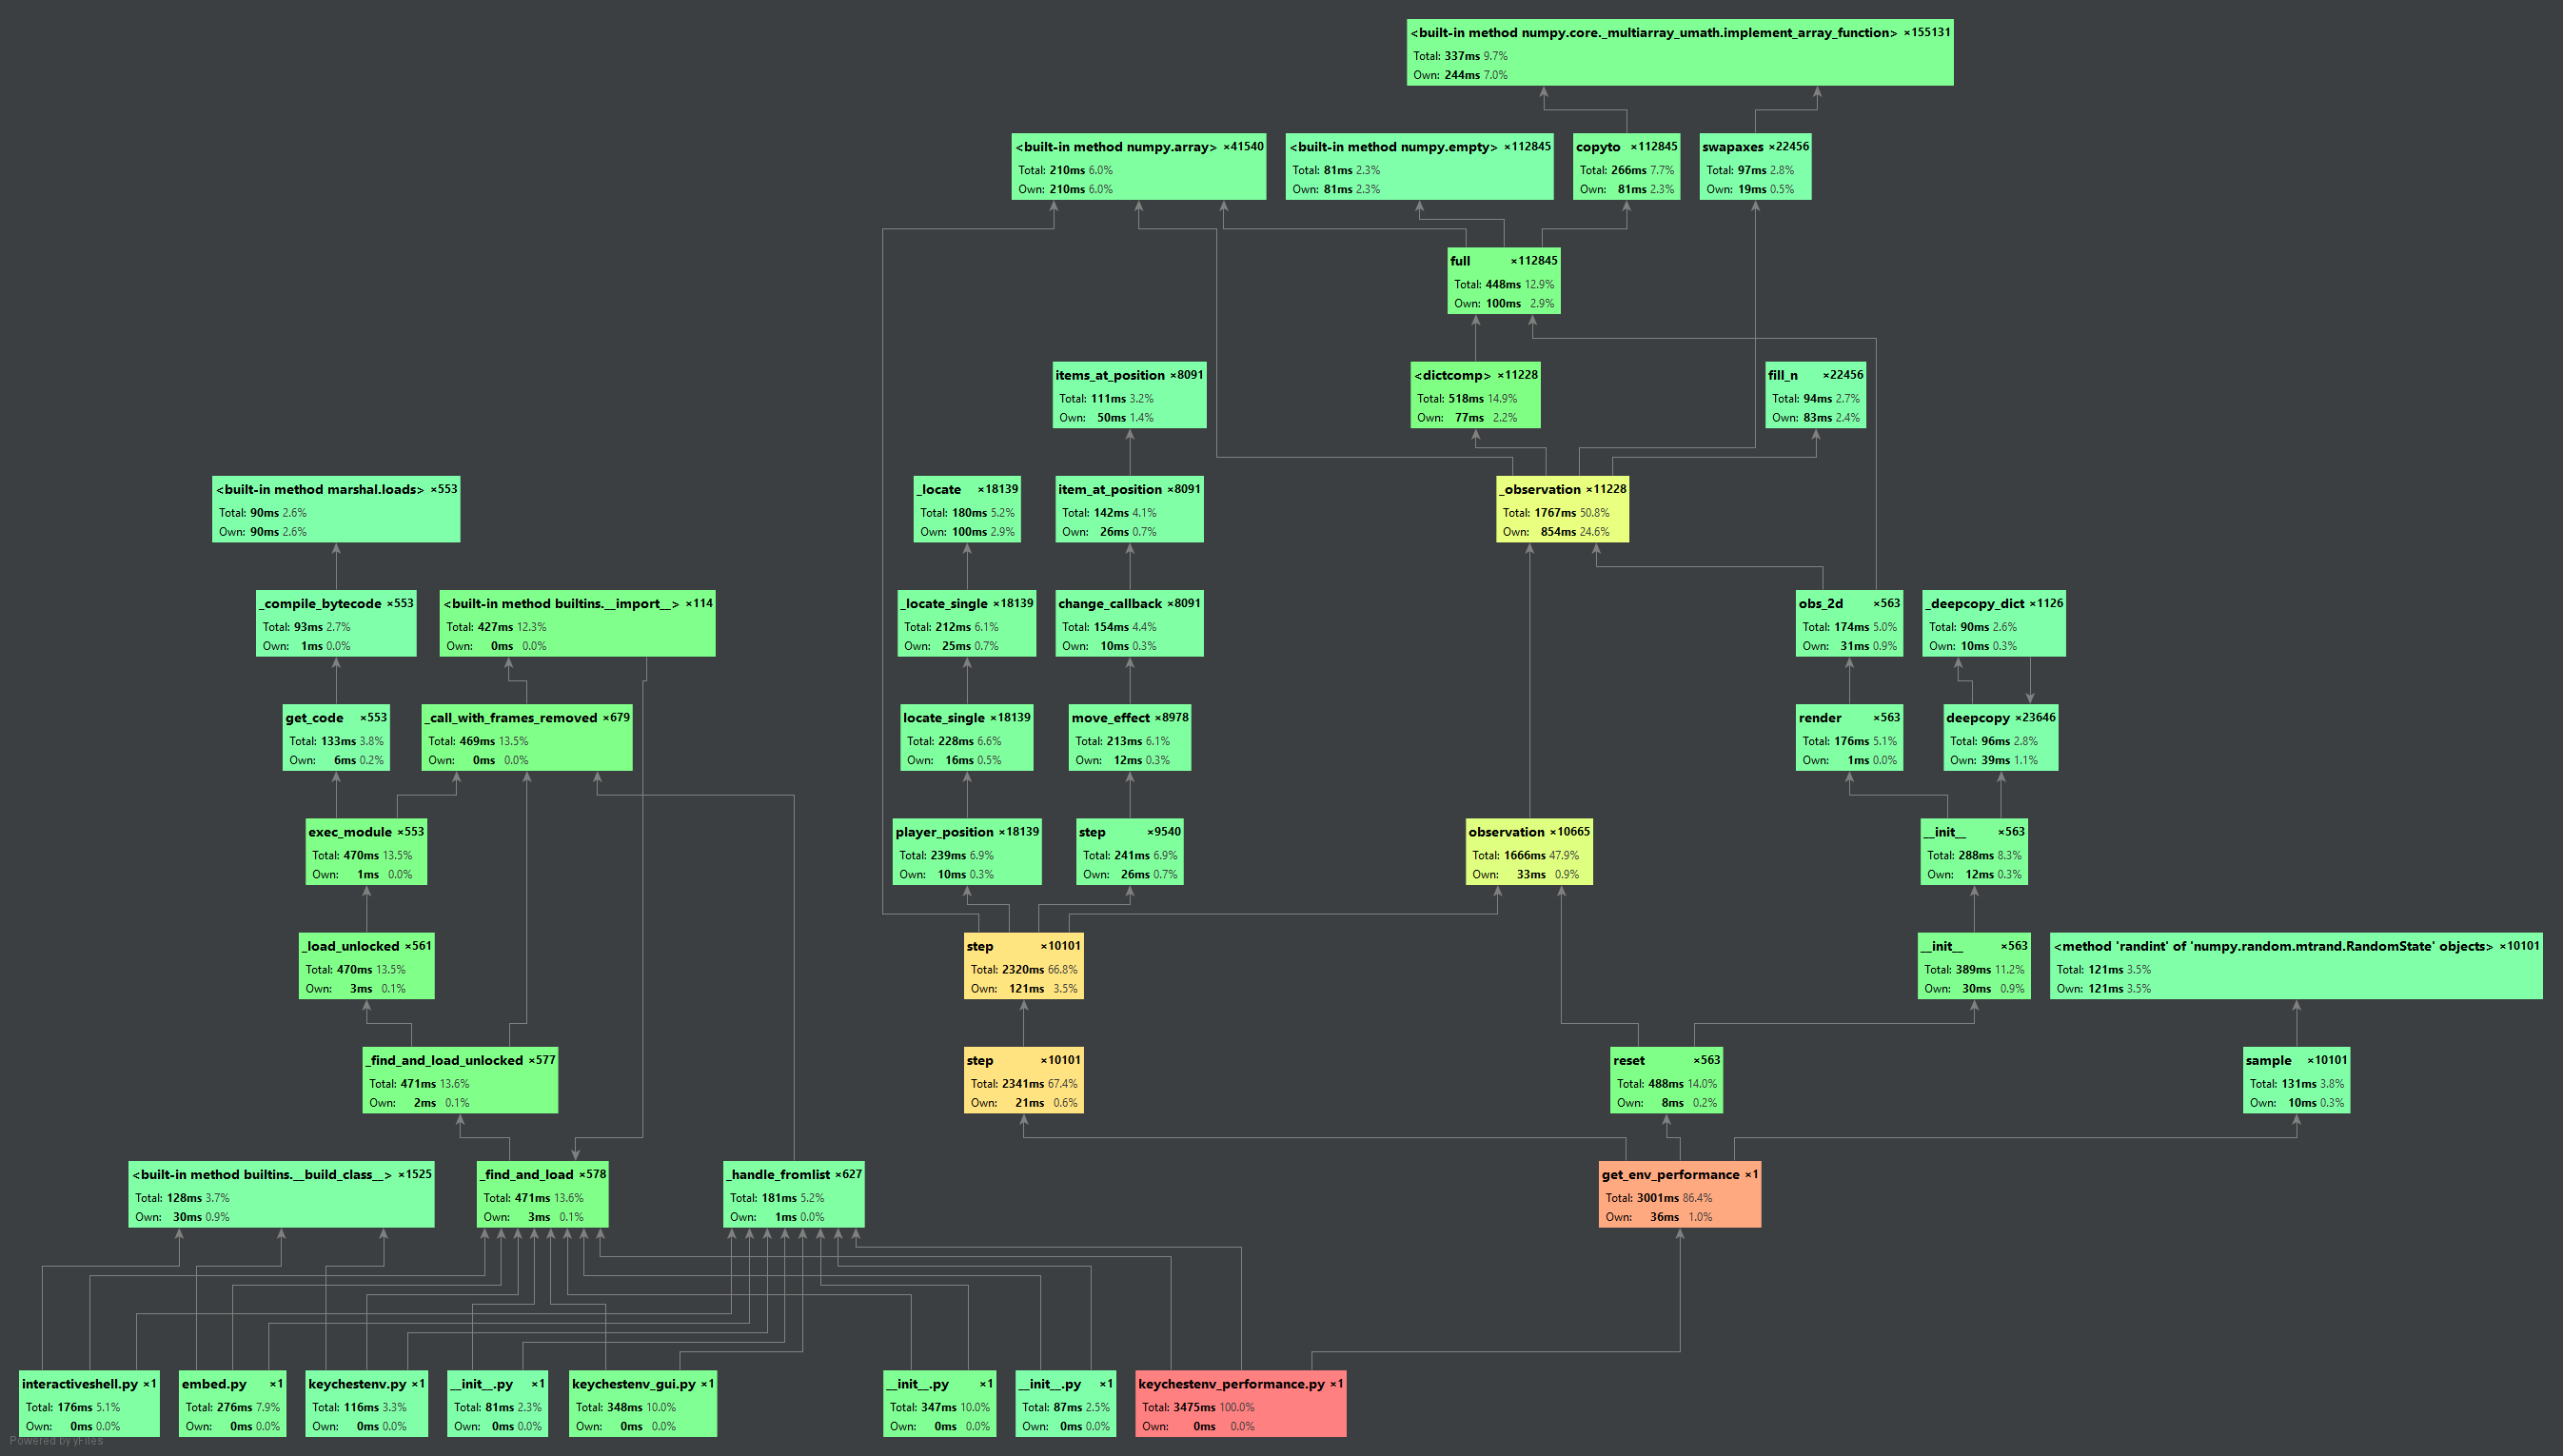 <built-in method numpy.core._multiarray_umath.implement_array_function> ×155131
Total: 337ms 9.7%
Own: 244ms 7.0%
<built-in method numpy.array> ×41540
Total: 210ms 6.0%
Own: 210ms 6.0%
<built-in method numpy.empty> ×112845
Total: 81ms 2.3%
Own: 81ms 2.3%
copyto ×112845
Total: 266ms 7.7%
Own: 81ms 2.3%
swapaxes ×22456
Total: 97ms 2.8%
Own: 19ms 0.5%
full ×112845
Total: 448ms 12.9%
Own: 100ms 2.9%
items_at_position ×8091
Total: 111ms 3.2%
Own: 50ms 1.4%
<dictcomp> ×11228
Total: 518ms 14.9%
Own: 77ms 2.2%
fill_n ×22456
Total: 94ms 2.7%
Own: 83ms 2.4%
<built-in method marshal.loads> ×553
Total: 90ms 2.6%
Own: 90ms 2.6%
_locate ×18139
Total: 180ms 5.2%
Own: 100ms 2.9%
item_at_position ×8091
Total: 142ms 4.1%
Own: 26ms 0.7%
_observation ×11228
Total: 1767ms 50.8%
Own: 854ms 24.6%
_compile_bytecode ×553
Total: 93ms 2.7%
Own: 1ms 0.0%
<built-in method builtins.__import__> ×114
Total: 427ms 12.3%
Own: 0ms 0.0%
_locate_single ×18139
Total: 212ms 6.1%
Own: 25ms 0.7%
change_callback ×8091
Total: 154ms 4.4%
Own: 10ms 0.3%
obs_2d ×563
Total: 174ms 5.0%
Own: 31ms 0.9%
_deepcopy_dict ×1126
Total: 90ms 2.6%
Own: 10ms 0.3%
get_code ×553
Total: 133ms 3.8%
Own: 6ms 0.2%
_call_with_frames_removed ×679
Total: 469ms 13.5%
Own: 0ms 0.0%
locate_single ×18139
Total: 228ms 6.6%
Own: 16ms 0.5%
move_effect ×8978
Total: 213ms 6.1%
Own: 12ms 0.3%
render ×563
Total: 176ms 5.1%
Own: 1ms 0.0%
deepcopy ×23646
Total: 96ms 2.8%
Own: 39ms 1.1%
exec_module ×553
Total: 470ms 13.5%
Own: 1ms 0.0%
player_position ×18139
Total: 239ms 6.9%
Own: 10ms 0.3%
step ×9540
Total: 241ms 6.9%
Own: 26ms 0.7%
observation ×10665
Total: 1666ms 47.9%
Own: 33ms 0.9%
__init__ ×563
Total: 288ms 8.3%
Own: 12ms 0.3%
_load_unlocked ×561
Total: 470ms 13.5%
Own: 3ms 0.1%
step ×10101
Total: 2320ms 66.8%
Own: 121ms 3.5%
__init__ ×563
Total: 389ms 11.2%
Own: 30ms 0.9%
<method 'randint' of 'numpy.random.mtrand.RandomState' objects> ×10101
Total: 121ms 3.5%
Own: 121ms 3.5%
_find_and_load_unlocked ×577
Total: 471ms 13.6%
Own: 2ms 0.1%
step ×10101
Total: 2341ms 67.4%
Own: 21ms 0.6%
reset ×563
Total: 488ms 14.0%
Own: 8ms 0.2%
sample ×10101
Total: 131ms 3.8%
Own: 10ms 0.3%
<built-in method builtins.__build_class__> ×1525
Total: 128ms 3.7%
Own: 30ms 0.9%
_find_and_load ×578
Total: 471ms 13.6%
Own: 3ms 0.1%
_handle_fromlist ×627
Total: 181ms 5.2%
Own: 1ms 0.0%
get_env_performance ×1
Total: 3001ms 86.4%
Own: 36ms 1.0%
interactiveshell.py ×1
Total: 176ms 5.1%
Own: 0ms 0.0%
embed.py ×1
Total: 276ms 7.9%
Own: 0ms 0.0%
keychestenv.py ×1
Total: 116ms 3.3%
Own: 0ms 0.0%
__init__.py ×1
Total: 81ms 2.3%
Own: 0ms 0.0%
keychestenv_gui.py ×1
Total: 348ms 10.0%
Own: 0ms 0.0%
__init__.py ×1
Total: 347ms 10.0%
Own: 0ms 0.0%
__init__.py ×1
Total: 87ms 2.5%
Own: 0ms 0.0%
keychestenv_performance.py ×1
Total: 3475ms 100.0%
Own: 0ms 0.0%
Powered by yFiles